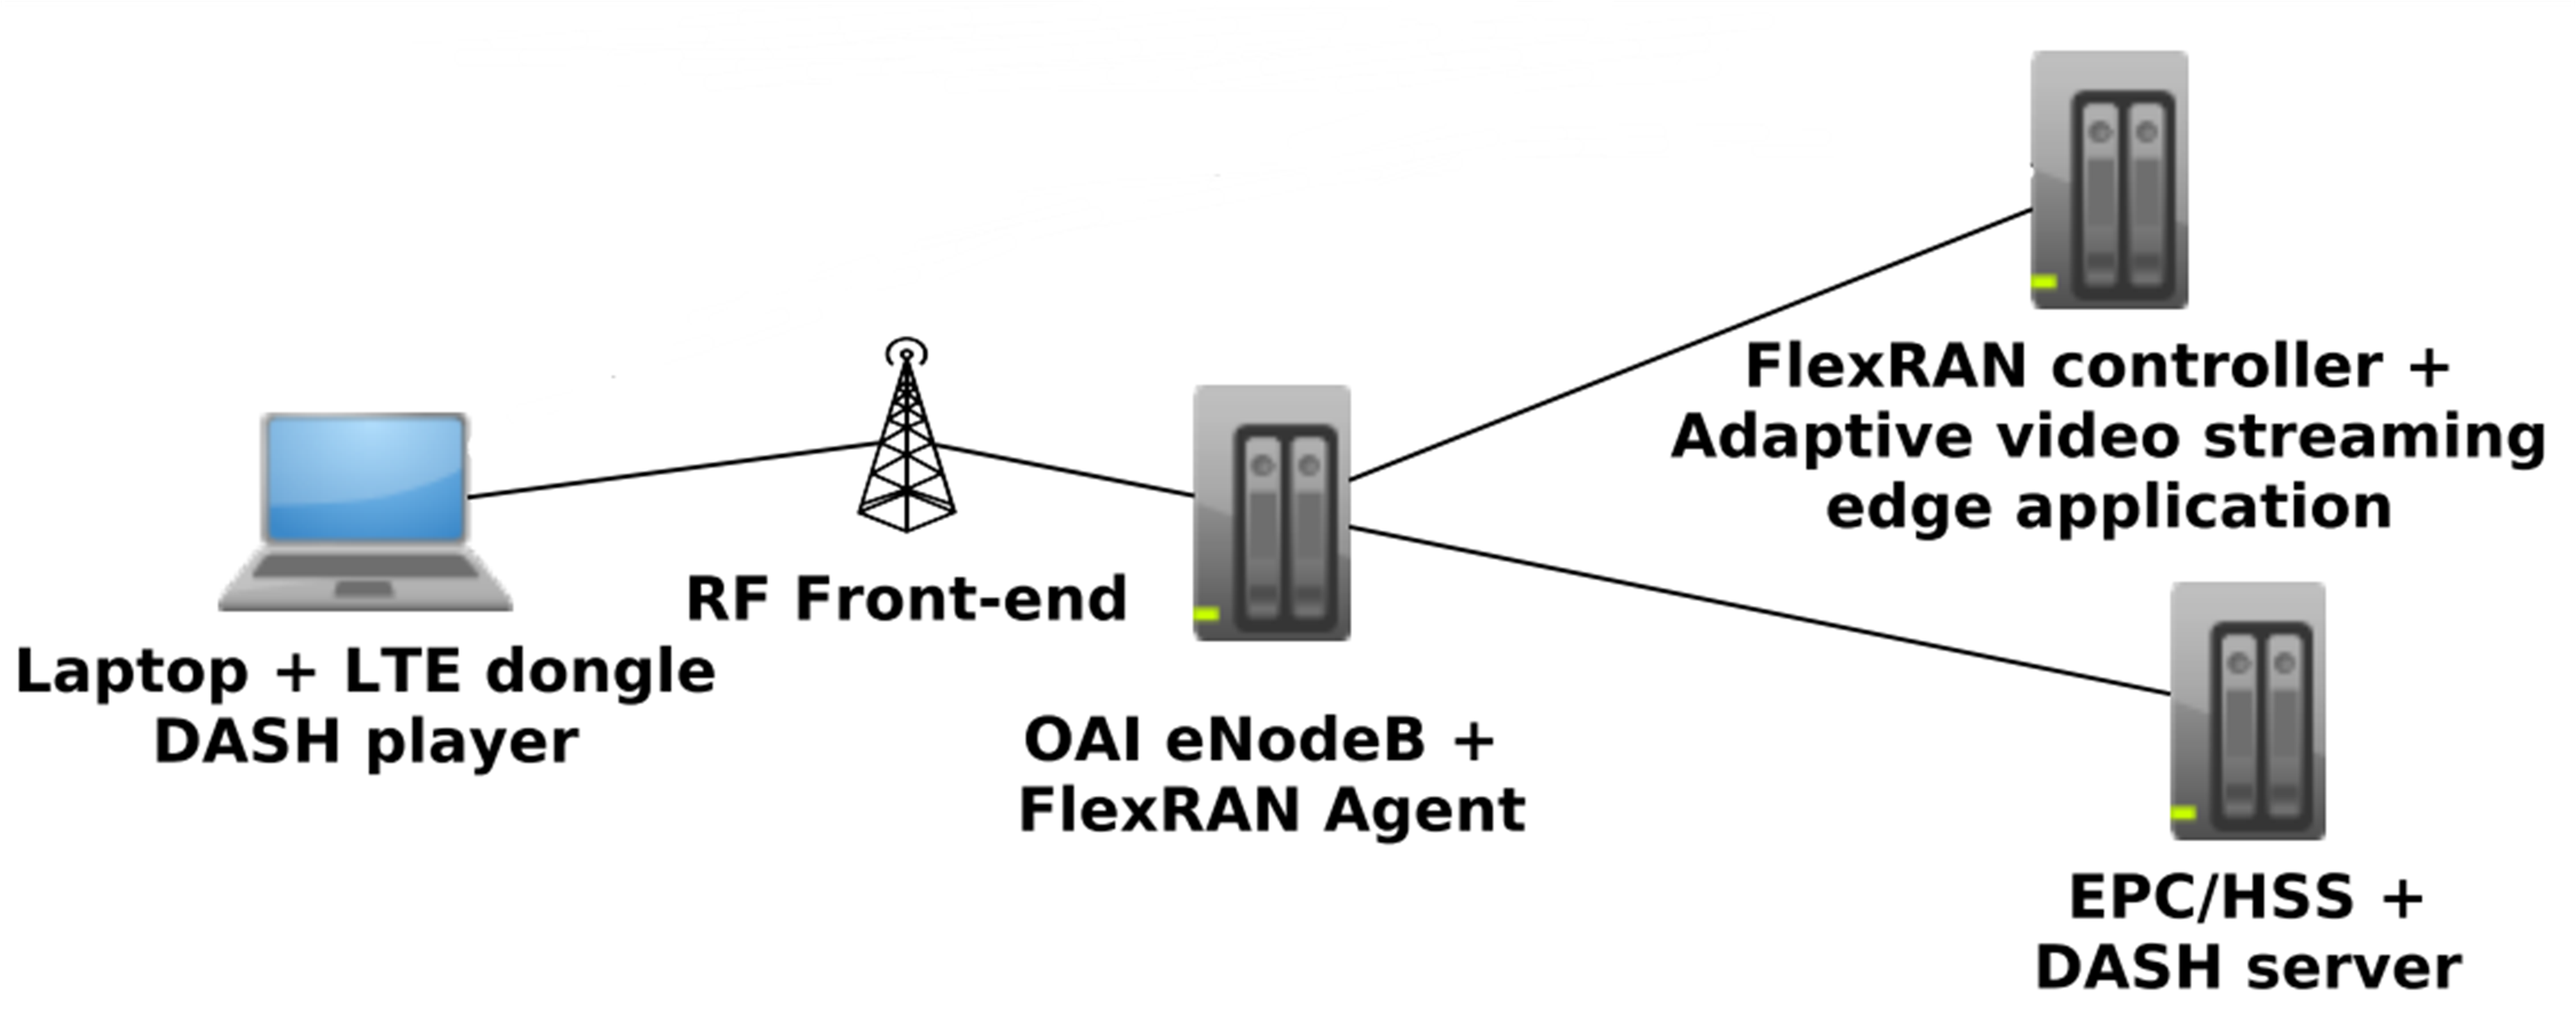 FlexRAN controller +
Adaptive video streaming
edge application
RF Front-end
Laptop + LTE dongle
DASH player
OAI eNodeB +
FlexRAN Agent
EPC/HSS +
DASH server